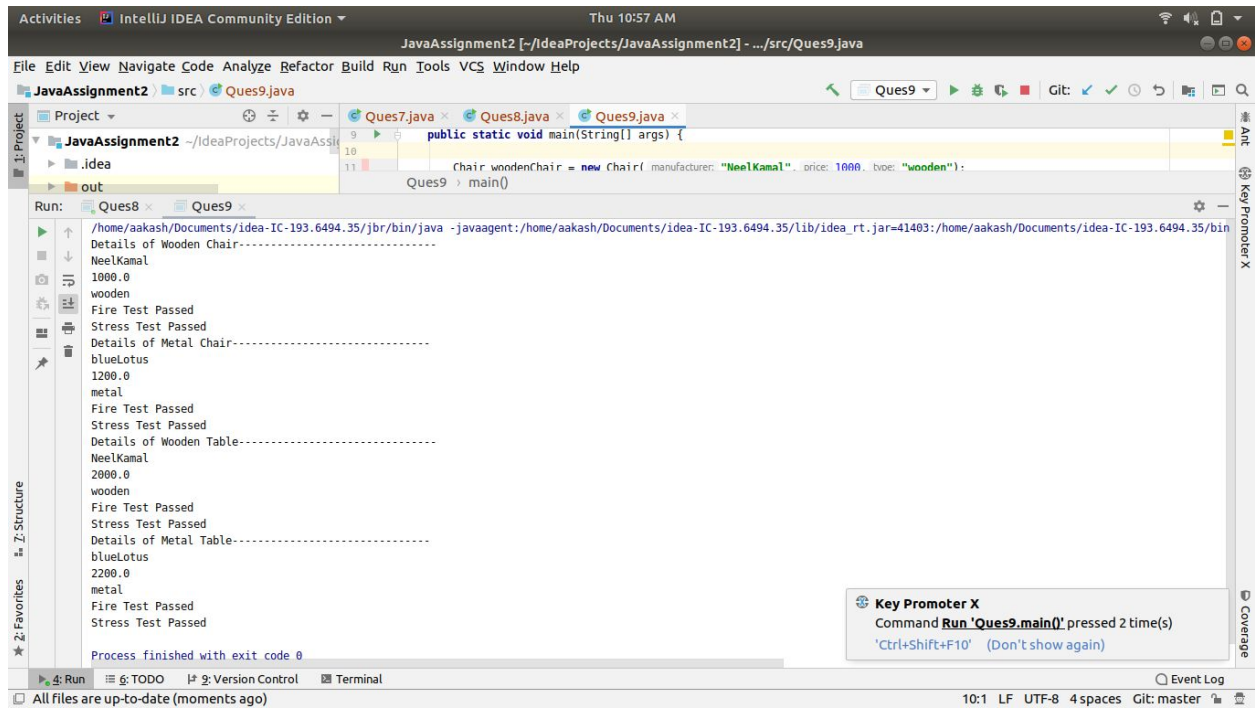 Activities IntelliJ IDEA Community Edition Thu 10:57 AM
JavaAssignment2 [~/IdeaProjects/JavaAssignment2] - .../src/Ques9.java
File Edit View Navigate Code Analyze Refactor Build Run Tools VCS Window Help
JavaAssignment2 src Ques9.java Ques9 Git:
1: Project
Project Ques7.java Ques8.java Ques9.java
JavaAssignment2 ~/IdeaProjects/JavaAssi 9 public static void main(String[] args) {
10
.idea 11 Chair woodenChair = new Chair( manufacturer: "NeelKamal", price: 1000, type: "wooden");
out Ques9 main()
Ant
Key Promoter X
Run: Ques8 Ques9
/home/aakash/Documents/idea-IC-193.6494.35/jbr/bin/java -javaagent:/home/aakash/Documents/idea-IC-193.6494.35/lib/idea_rt.jar=41403:/home/aakash/Documents/idea-IC-193.6494.35/bin
Details of Wooden Chair-------------------------------
NeelKamal
1000.0
wooden
Fire Test Passed
Stress Test Passed
Details of Metal Chair-------------------------------
blueLotus
1200.0
metal
Fire Test Passed
Stress Test Passed
Details of Wooden Table-------------------------------
NeelKamal
2000.0
wooden
Fire Test Passed
Stress Test Passed
Details of Metal Table-------------------------------
blueLotus
2200.0
metal
Fire Test Passed
Stress Test Passed
Process finished with exit code 0
Z: Structure
2: Favorites
Key Promoter X
Command Run 'Ques9.main()' pressed 2 time(s)
'Ctrl+Shift+F10' (Don't show again)
Coverage
4: Run 6: TODO 9: Version Control Terminal Event Log
All files are up-to-date (moments ago) 10:1 LF UTF-8 4 spaces Git: master